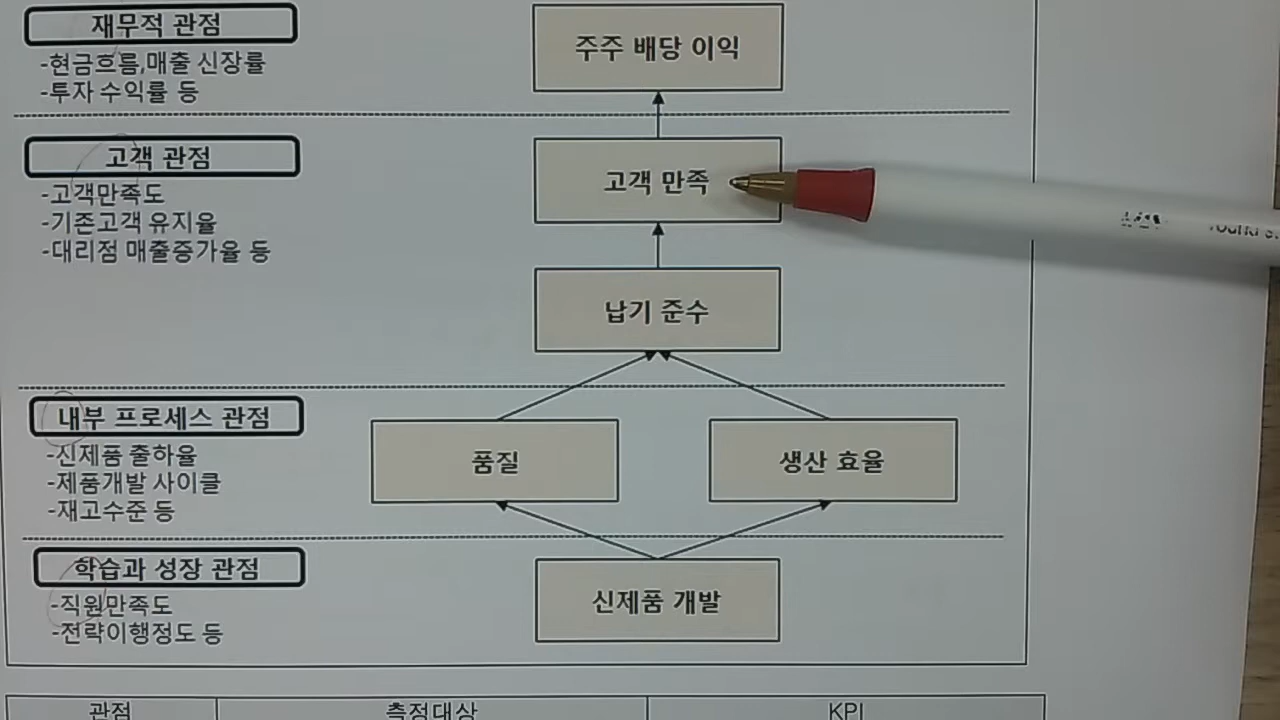 재무적 관점
-현금흐름,매출 신장률
-투자 수익률 등
주주 배당 이익
고객 관점
-고객만족도
-기존고객 유지율
-대리점 매출증가율 등
고객 만족
납기 준수
내부 프로세스 관점
-신제품 출하율
-제품개발 사이클
-재고수준 등
품질
생산 효율
학습과 성장 관점
-직원만족도
-전략이행정도 등
신제품 개발
관점 측정대상 KPI